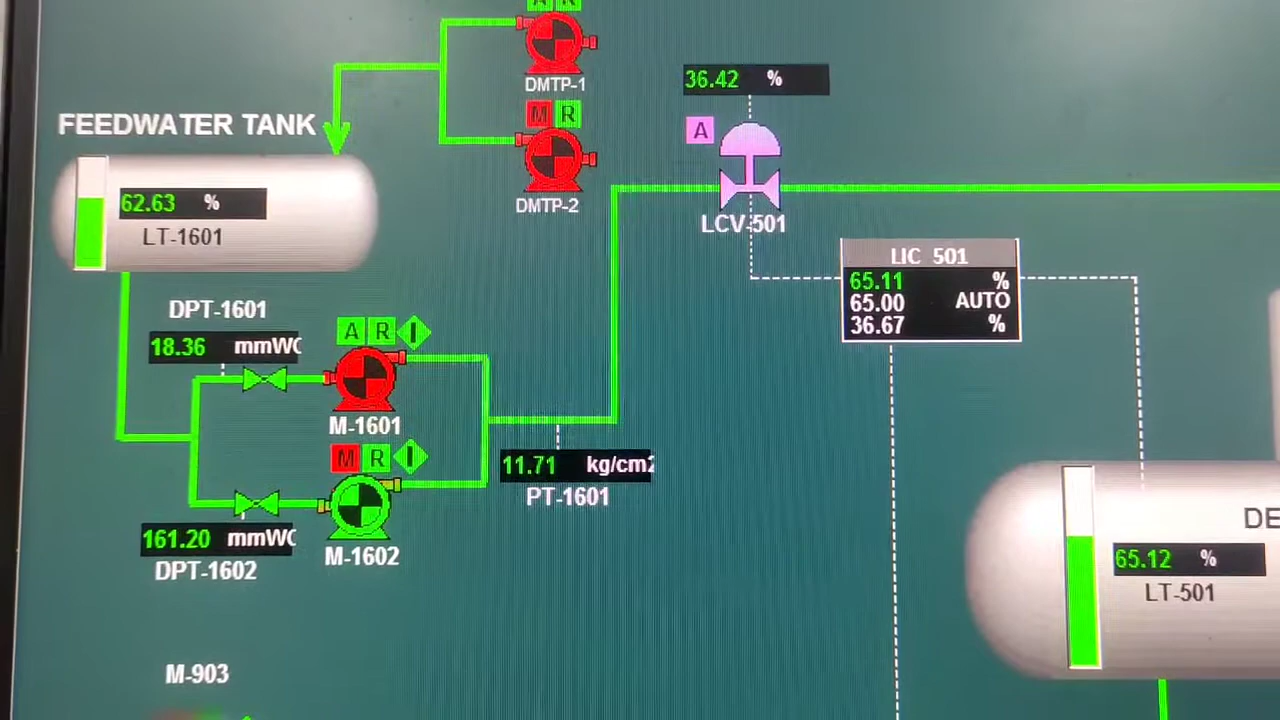 A R
DMTP-1
36.42 %
M R
A
FEEDWATER TANK
62.63 %
LT-1601
DMTP-2
LCV-501
LIC 501
65.11 %
65.00 AUTO
36.67 %
DPT-1601
18.36 mmWC
A R I
M-1601
M R I
11.71 kg/cm2
PT-1601
161.20 mmWC
DPT-1602
M-1602
DE
65.12 %
LT-501
M-903